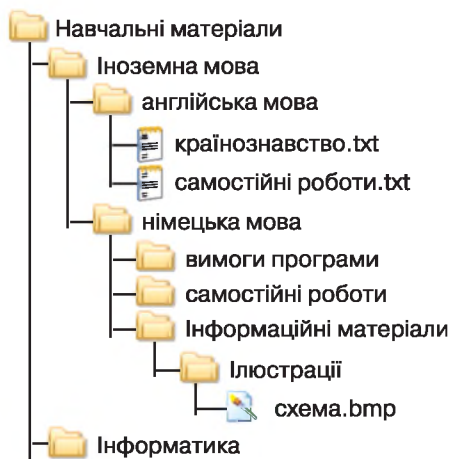 Навчальні матеріали
Іноземна мова
англійська мова
країнознавство.txt
самостійні роботи.txt
німецька мова
вимоги програми
самостійні роботи
Інформаційні матеріали
Ілюстрації
схема.bmp
Інформатика